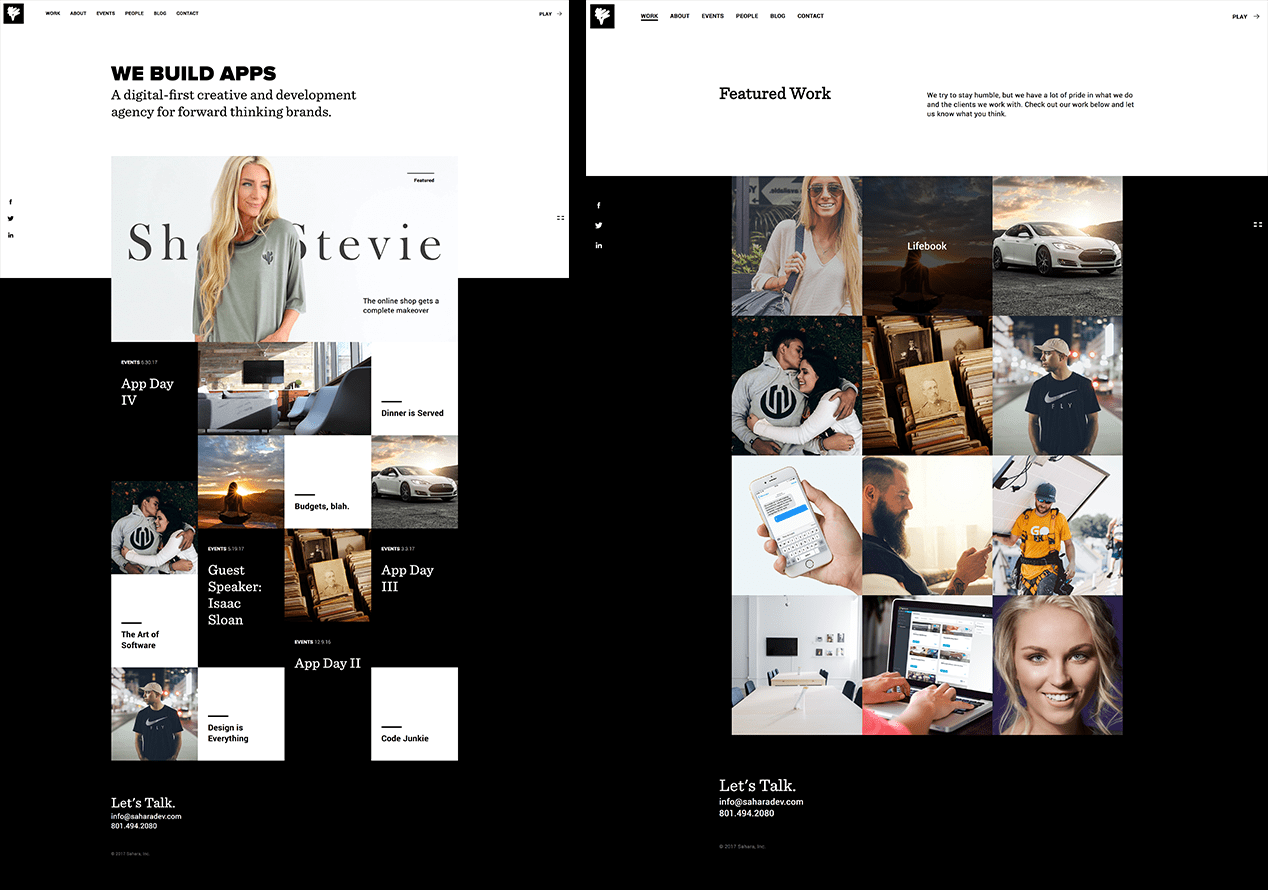 WORK ABOUT EVENTS PEOPLE BLOG CONTACT
PLAY
WE BUILD APPS
A digital-first creative and development
agency for forward thinking brands.
Featured
Stevie
The online shop gets a
complete makeover
EVENTS 6.30.17
App Day
IV
Dinner is Served
Budgets, blah.
EVENTS 5.19.17
Guest
Speaker:
Isaac
Sloan
EVENTS 3.3.17
App Day
III
The Art of
Software
EVENTS 12.9.16
App Day II
FLY
Design is
Everything
Code Junkie
Let's Talk.
info@saharadev.com
801.494.2080
© 2017 Sahara, Inc.
WORK ABOUT EVENTS PEOPLE BLOG CONTACT
PLAY
Featured Work
We try to stay humble, but we have a lot of pride in what we do
and the clients we work with. Check out our work below and let
us know what you think.
Lifebook
FLY
GO
Let's Talk.
info@saharadev.com
801.494.2080
© 2017 Sahara, Inc.